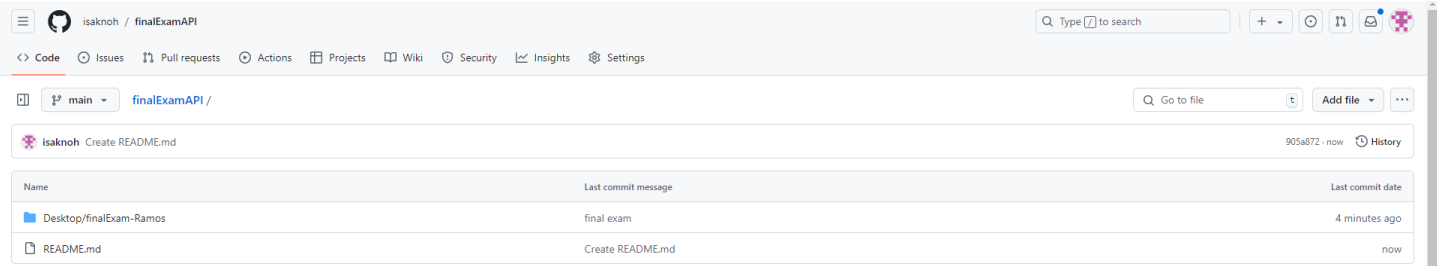 isaknoh / finalExamAPI Type / to search
Code Issues Pull requests Actions Projects Wiki Security Insights Settings
main finalExamAPI / Go to file t Add file
isaknoh Create README.md 905a872 · now History
Name Last commit message Last commit date
Desktop/finalExam-Ramos final exam 4 minutes ago
README.md Create README.md now